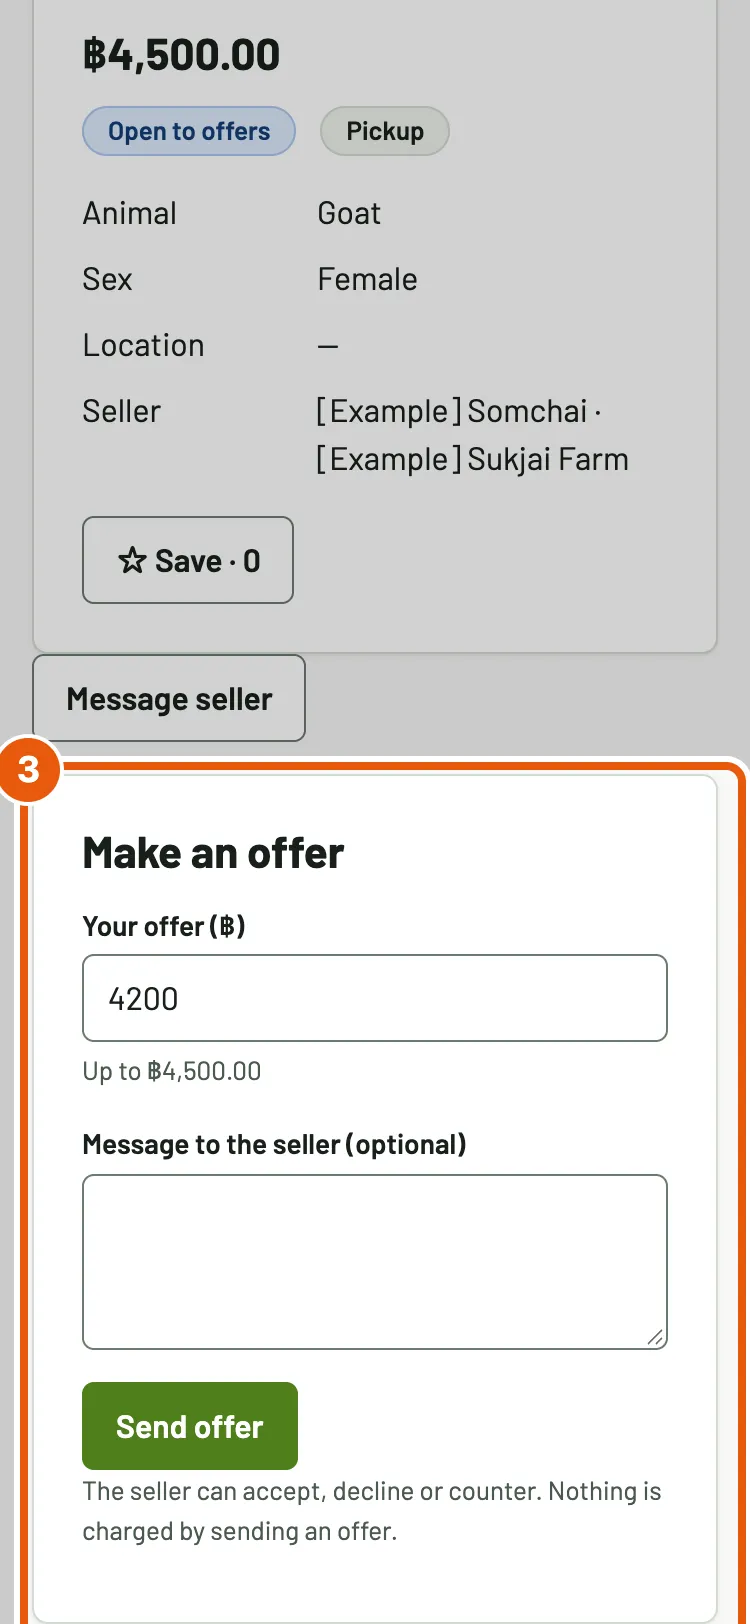 ฿4,500.00
Open to offers
Pickup
Animal Goat
Sex Female
Location —
Seller [Example] Somchai ·
[Example] Sukjai Farm
☆ Save · 0
Message seller
3
Make an offer
Your offer (฿)
4200
Up to ฿4,500.00
Message to the seller (optional)
Send offer
The seller can accept, decline or counter. Nothing is
charged by sending an offer.